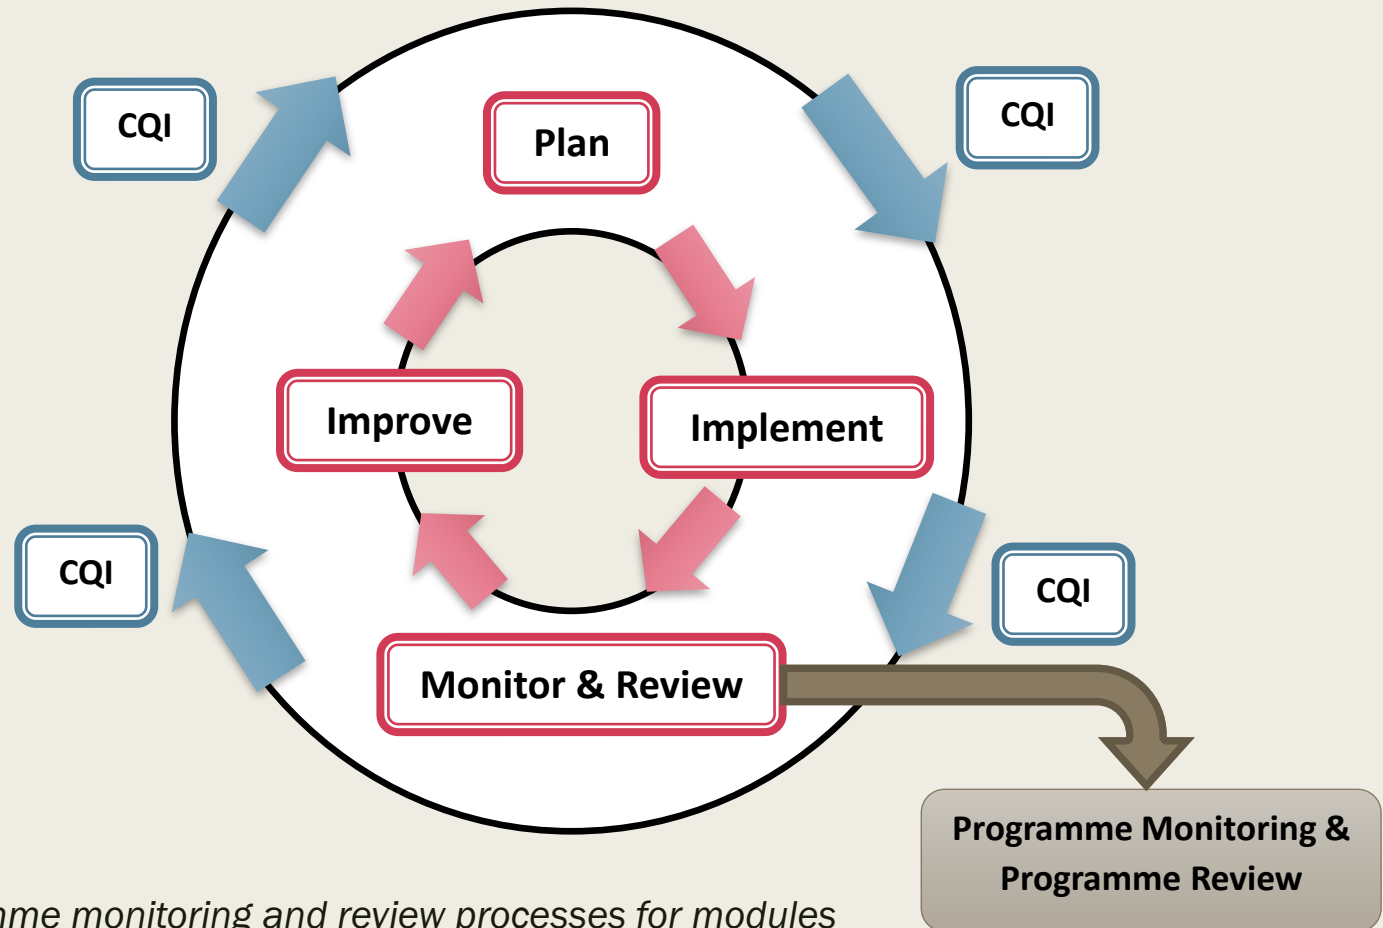 CQI
CQI
Plan
Improve
Implement
CQI
CQI
Monitor & Review
Programme Monitoring &
Programme Review
monitoring and review processes for modules